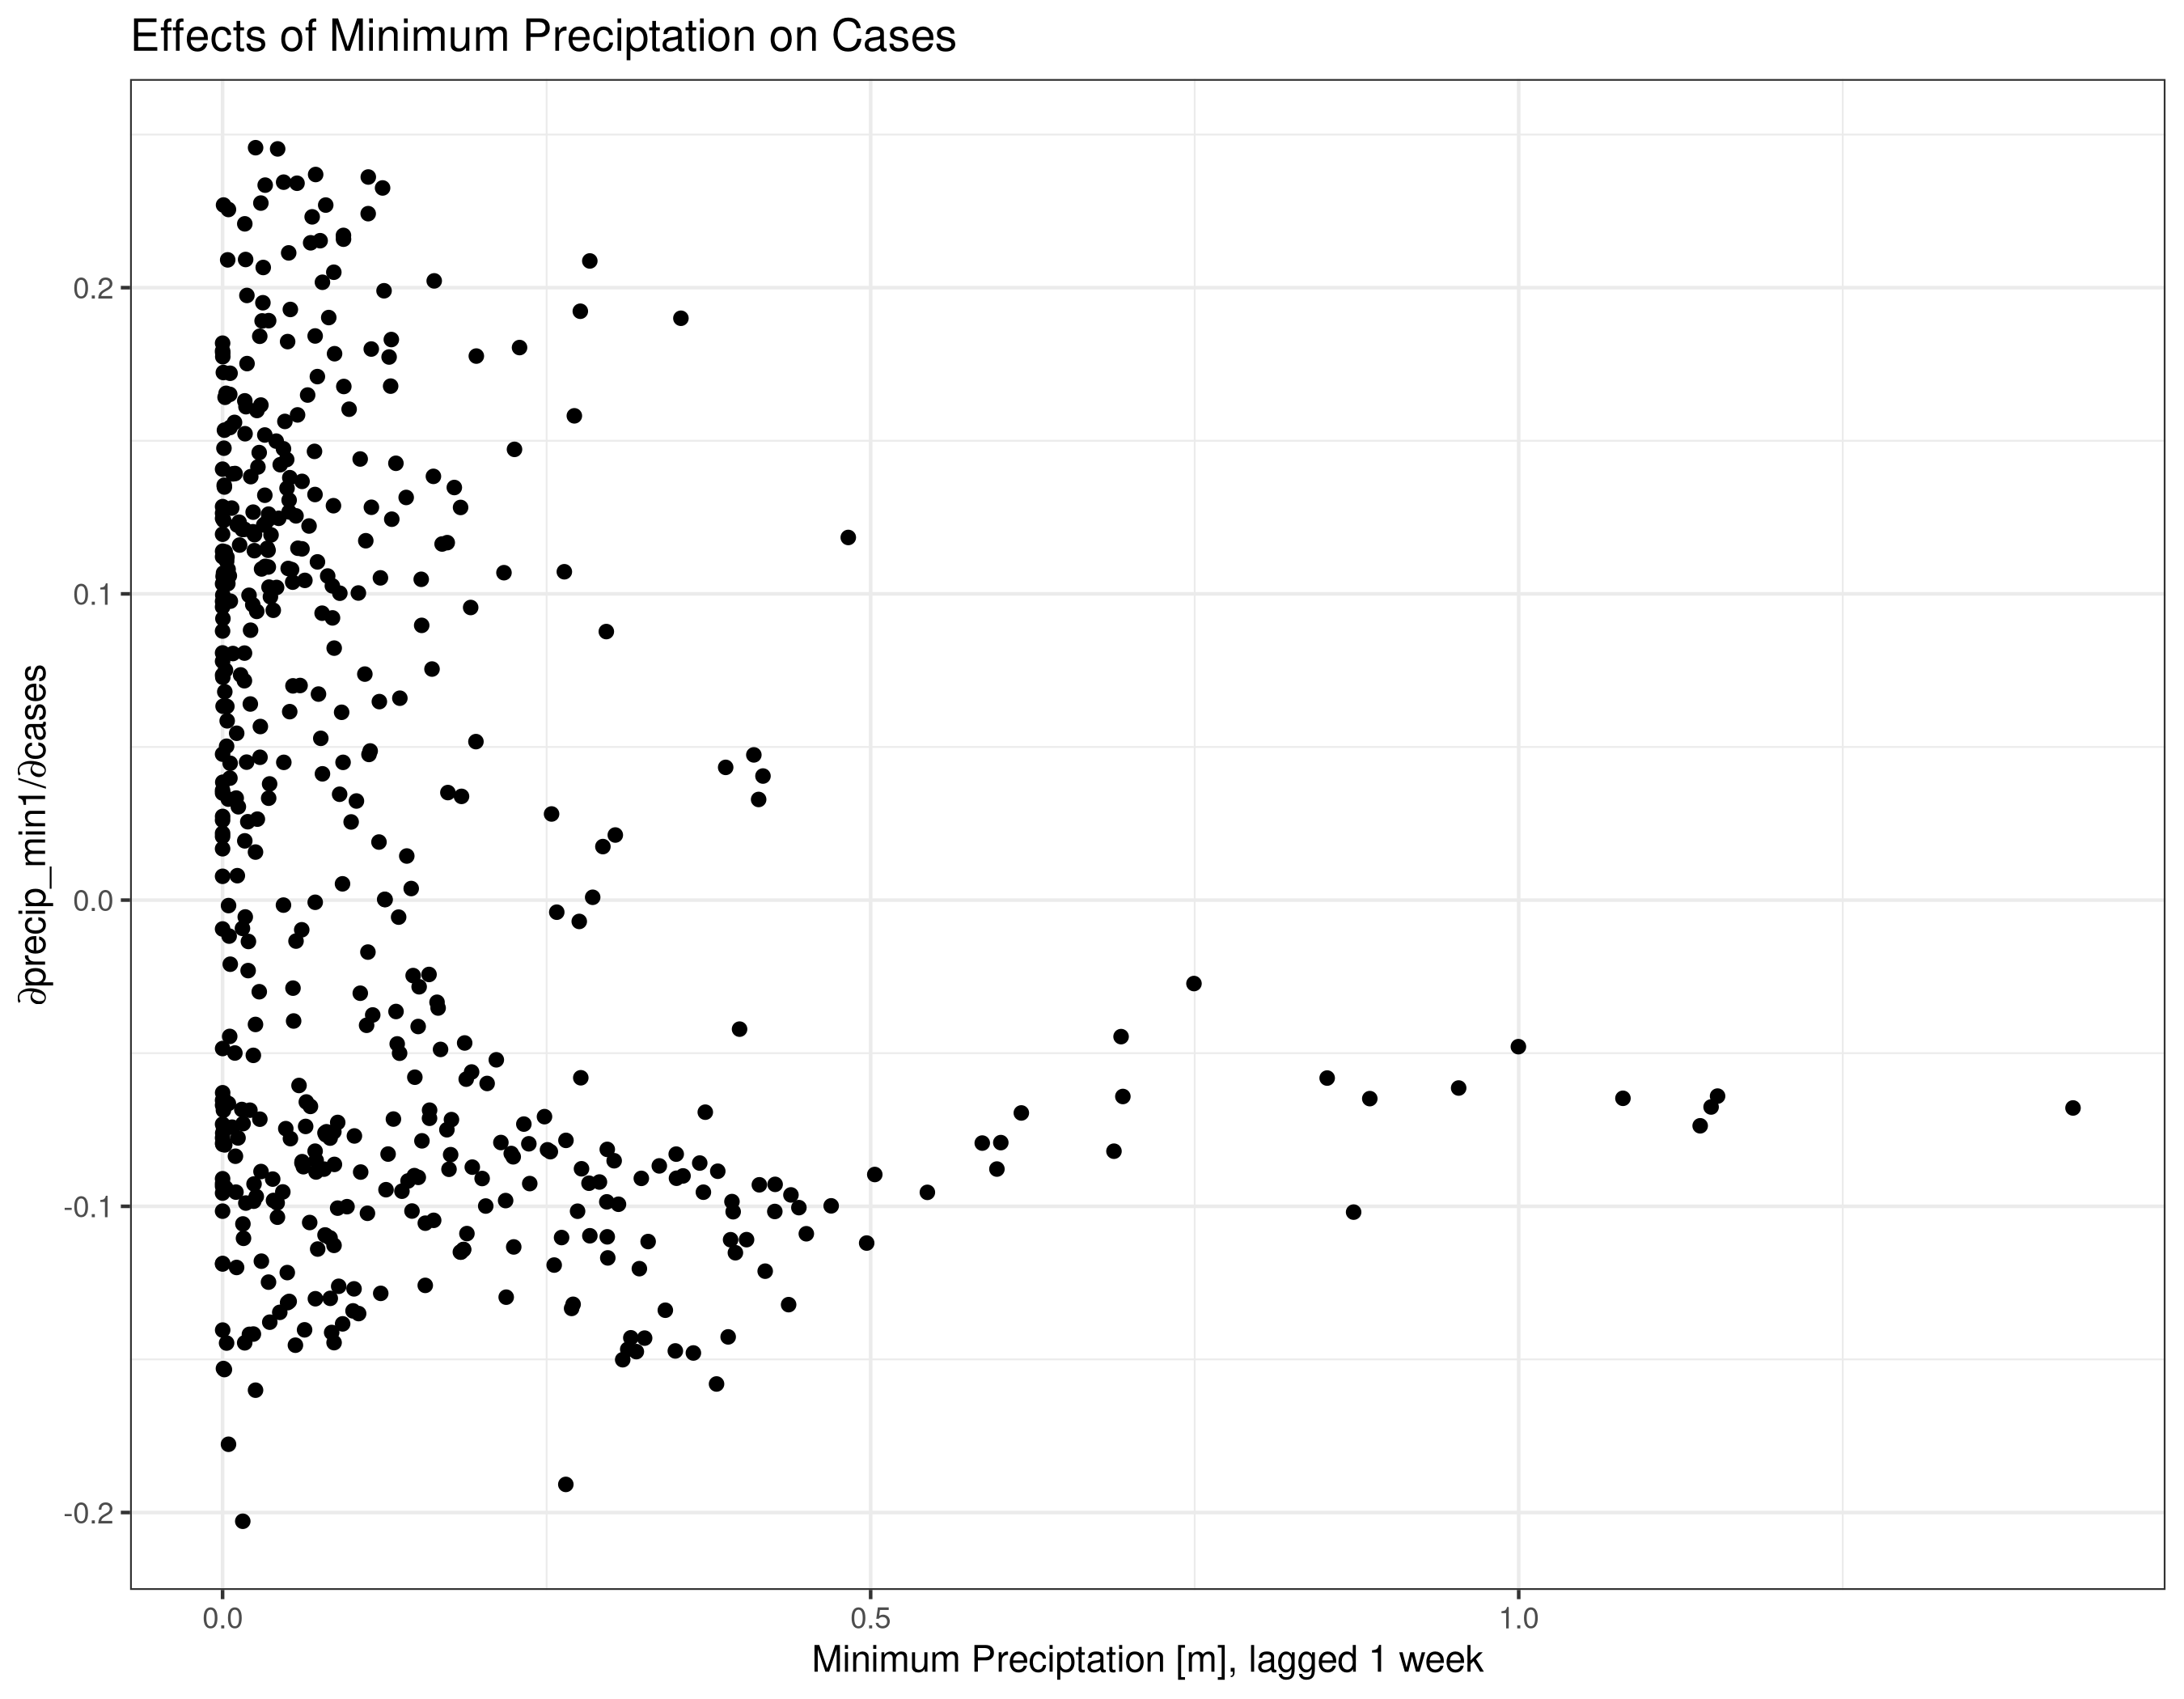 Effects of Minimum Preciptation on Cases
∂precip_min1/∂cases
0.2
0.1
0.0
-0.1
-0.2
0.0
0.5
1.0
Minimum Preciptation [m], lagged 1 week